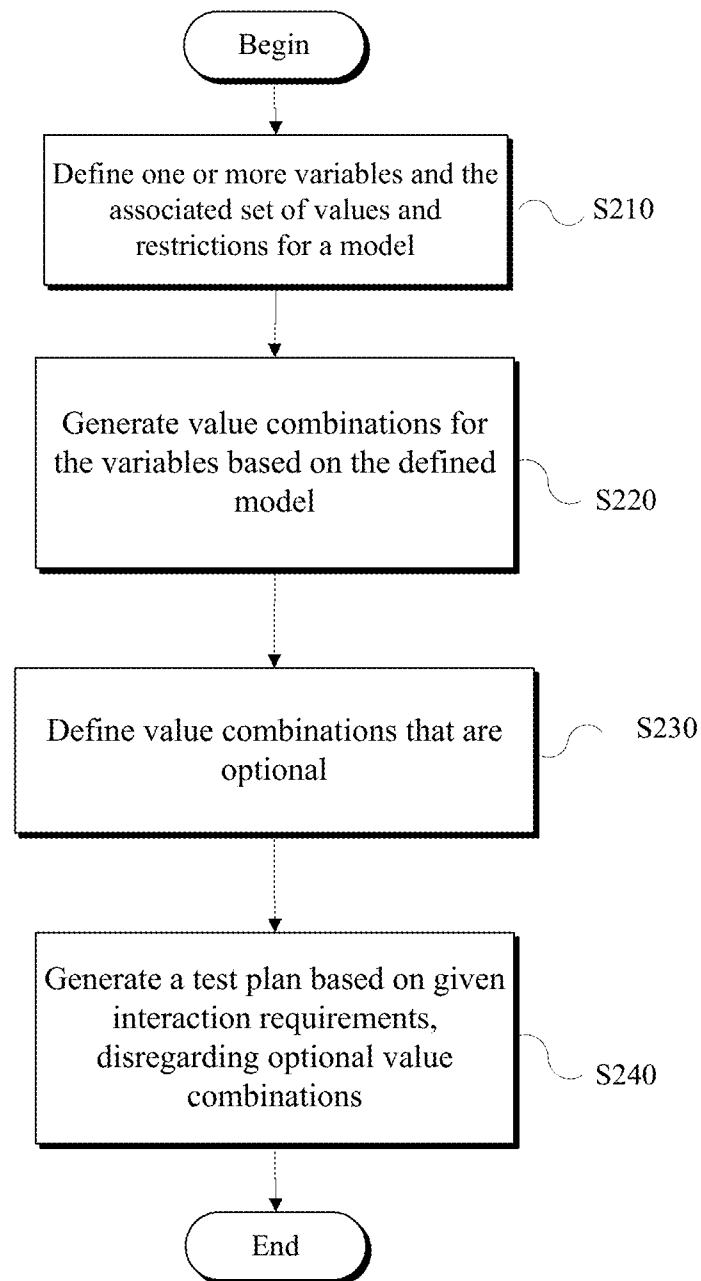 Begin
Define one or more variables and the
associated set of values and
restrictions for a model
S210
Generate value combinations for
the variables based on the defined
model
S220
Define value combinations that are
optional
S230
Generate a test plan based on given
interaction requirements,
disregarding optional value
combinations
S240
End